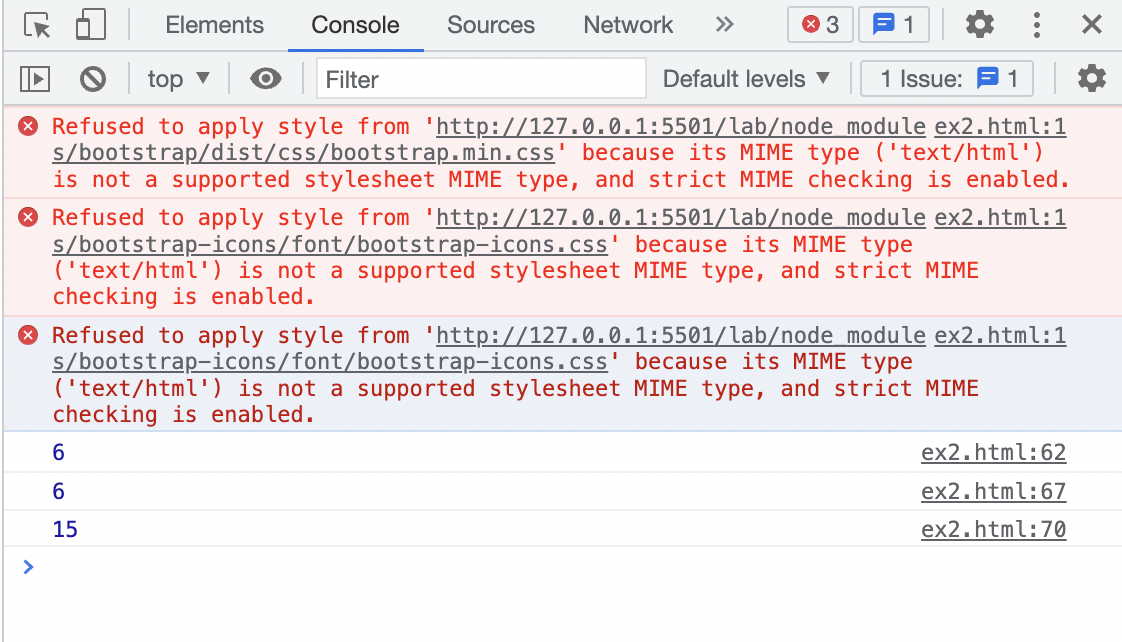 Elements Console Sources Network » 3 1
top ▼ Filter Default levels ▼ 1 Issue: 1
Refused to apply style from 'http://127.0.0.1:5501/lab/node_module ex2.html:1
s/bootstrap/dist/css/bootstrap.min.css' because its MIME type ('text/html')
is not a supported stylesheet MIME type, and strict MIME checking is enabled.
Refused to apply style from 'http://127.0.0.1:5501/lab/node_module ex2.html:1
s/bootstrap-icons/font/bootstrap-icons.css' because its MIME type
('text/html') is not a supported stylesheet MIME type, and strict MIME
checking is enabled.
Refused to apply style from 'http://127.0.0.1:5501/lab/node_module ex2.html:1
s/bootstrap-icons/font/bootstrap-icons.css' because its MIME type
('text/html') is not a supported stylesheet MIME type, and strict MIME
checking is enabled.
6 ex2.html:62
6 ex2.html:67
15 ex2.html:70